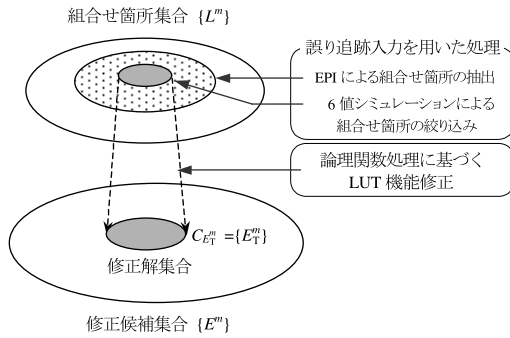 組合せ箇所集合 {Lᵐ}
誤り追跡入力を用いた処理
EPI による組合せ箇所の抽出
6 値シミュレーションによる
組合せ箇所の絞り込み
論理関数処理に基づく
LUT 機能修正
C_{E_T^m} ={E_T^m}
修正解集合
修正候補集合 {Eᵐ}